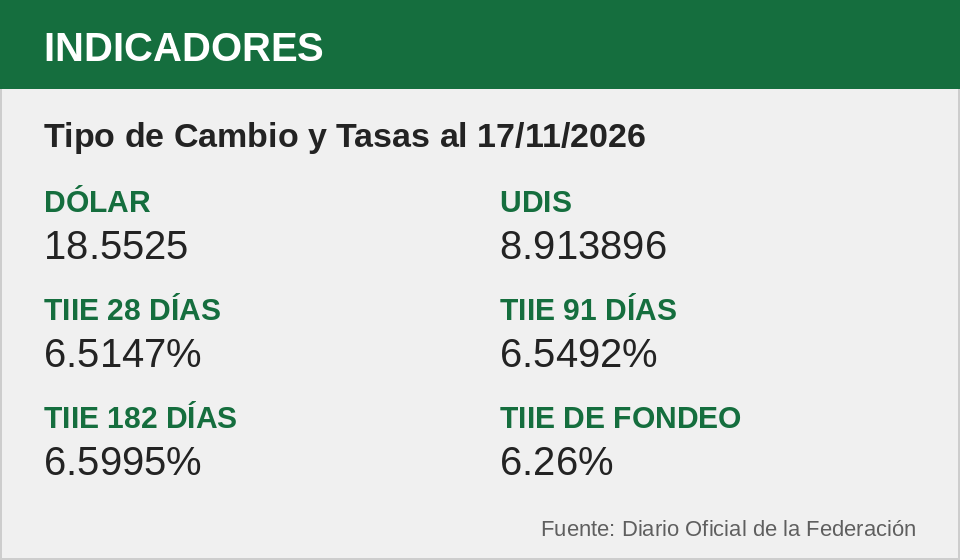 INDICADORES
Tipo de Cambio y Tasas al 17/11/2026
DÓLAR
18.5525
UDIS
8.913896
TIIE 28 DÍAS
6.5147%
TIIE 91 DÍAS
6.5492%
TIIE 182 DÍAS
6.5995%
TIIE DE FONDEO
6.26%
Fuente: Diario Oficial de la Federación